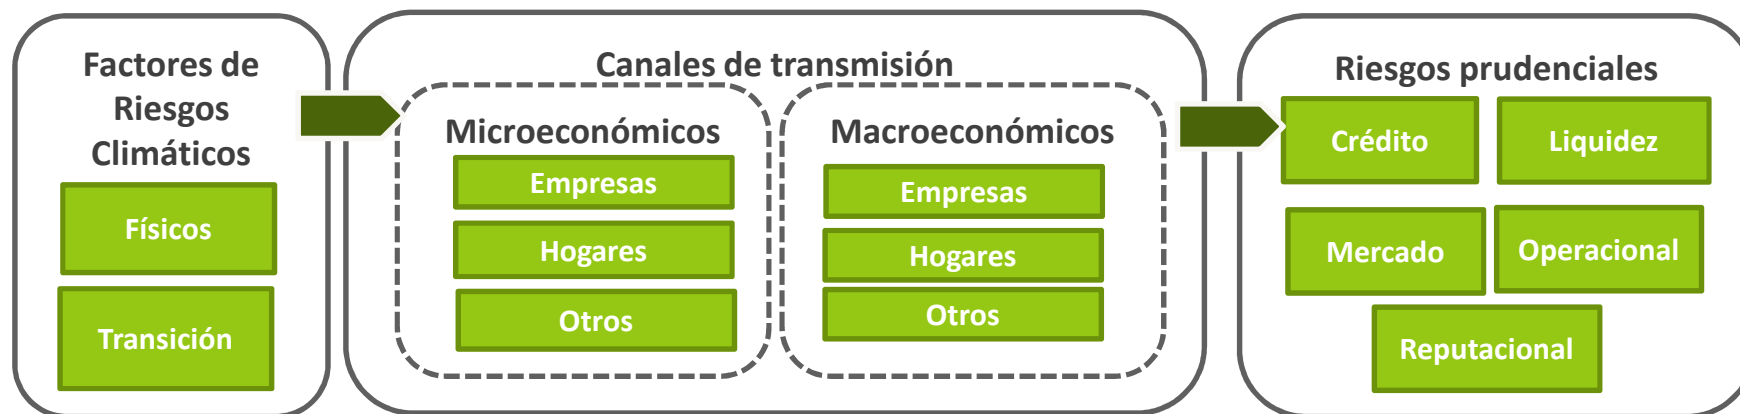 Factores de
Riesgos
Climáticos
Físicos
Transición
Canales de transmisión
Microeconómicos
Empresas
Hogares
Otros
Macroeconómicos
Empresas
Hogares
Otros
Riesgos prudenciales
Crédito
Liquidez
Mercado
Operacional
Reputacional